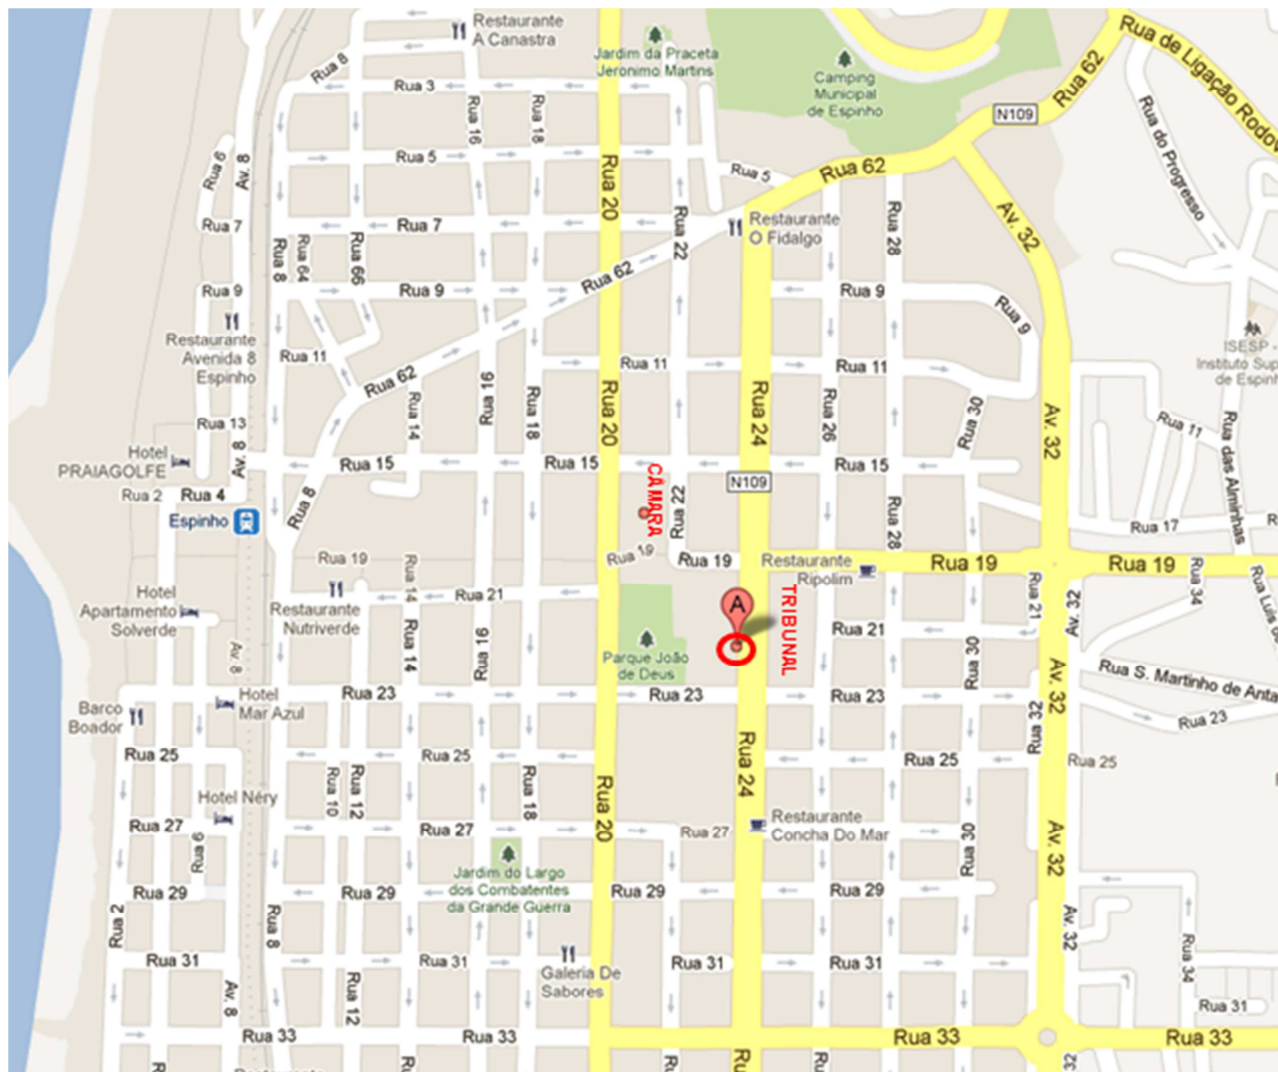 Restaurante
A Canastra
Jardim da Praceta
Jeronimo Martins
Camping
Municipal
de Espinho
Rua de Ligação Rodov
Rua 62
N109
Rua 8
Rua 3
Rua 16
Rua 18
Rua do Progresso
Rua 5
Rua 20
Rua 5
Rua 62
Rua 9
Av. 8
Rua 7
Rua 7
Rua 22
Restaurante
O Fidalgo
Rua 28
Av. 32
Rua 8
Rua 64
Rua 66
Rua 62
Rua 9
Rua 9
Rua 9
Rua 9
Restaurante
Avenida 8
Espinho
Rua 11
Rua 62
Rua 11
Rua 11
ISESP -
Instituto Sup
de Espinh
Rua 13
Av. 8
Rua 14
Rua 16
Rua 18
Rua 20
Rua 24
Rua 26
Rua 30
Av. 32
Rua 11
Rua das Alminhas
Hotel
PRAIAGOLFE
Rua 15
Rua 15
Rua 15
Rua 2
Rua 4
Rua 8
CÂMARA
Rua 22
N109
Rua 28
Rua 17
R
Espinho
Rua 19
Rua 19
Rua 19
Restaurante
Ripolim
Rua 19
Rua 19
Rua 14
Rua 34
Rua Luis
Hotel
Apartamento
Solverde
Restaurante
Nutriverde
Rua 21
A
TRIBUNAL
Rua 21
Rua 21
Av. 32
Av. 8
Rua 14
Rua 16
Parque João
de Deus
Rua 30
Av. 32
Rua S. Martinho de Anta
Rua 23
Rua 23
Rua 23
Rua 23
Hotel
Mar Azul
Barco
Boador
Rua 32
Rua 25
Rua 25
Rua 24
Rua 25
Rua 25
Rua 10
Rua 12
Rua 18
Rua 20
Hotel Néry
Rua 27
Rua 9
Rua 27
Rua 27
Restaurante
Concha Do Mar
Rua 30
Av. 32
Jardim do Largo
dos Combatentes
da Grande Guerra
Rua 29
Rua 29
Rua 29
Rua 29
Rua 2
Rua 8
Av. 32
Rua 34
Rua 31
Rua 31
Galeria De
Sabores
Rua 31
Rua 31
Av. 8
Rua 12
Rua 31
Rua 33
Rua 33
Rua 33
Rua 33
Ru
32